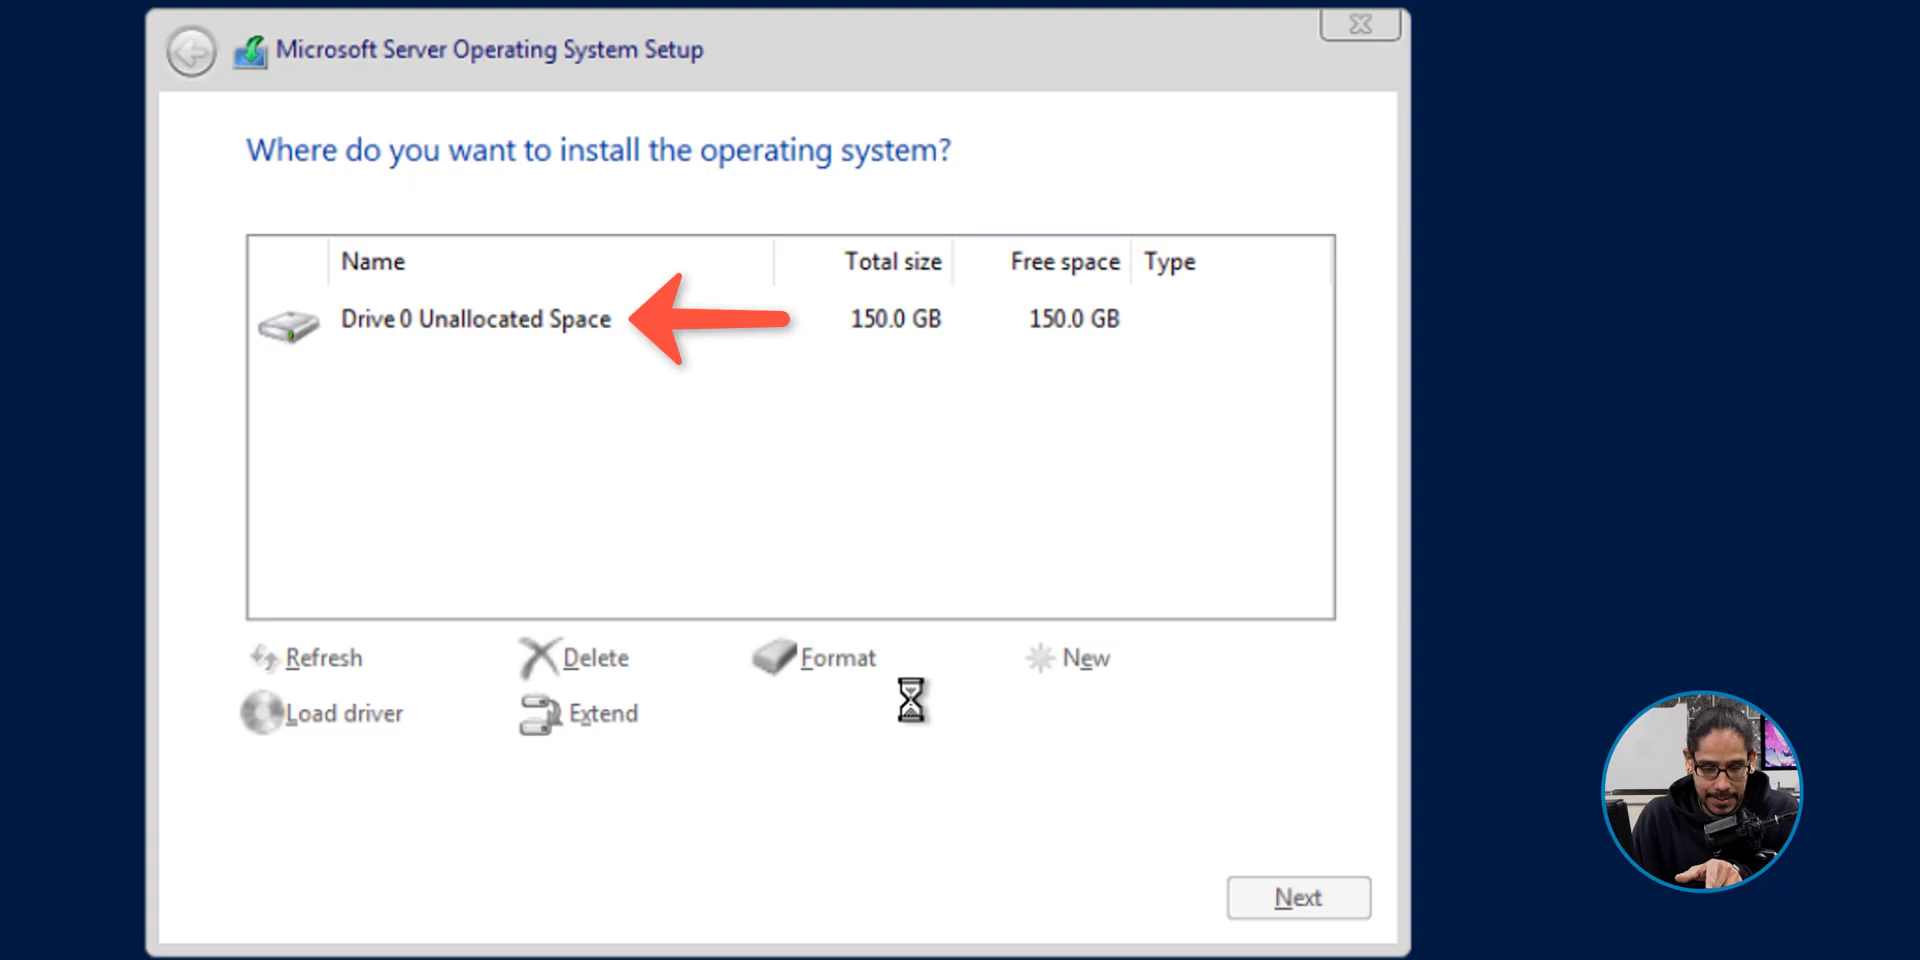 Microsoft Server Operating System Setup
Where do you want to install the operating system?
Name Total size Free space Type
Drive 0 Unallocated Space 150.0 GB 150.0 GB
Refresh Delete Format New
Load driver Extend
Next